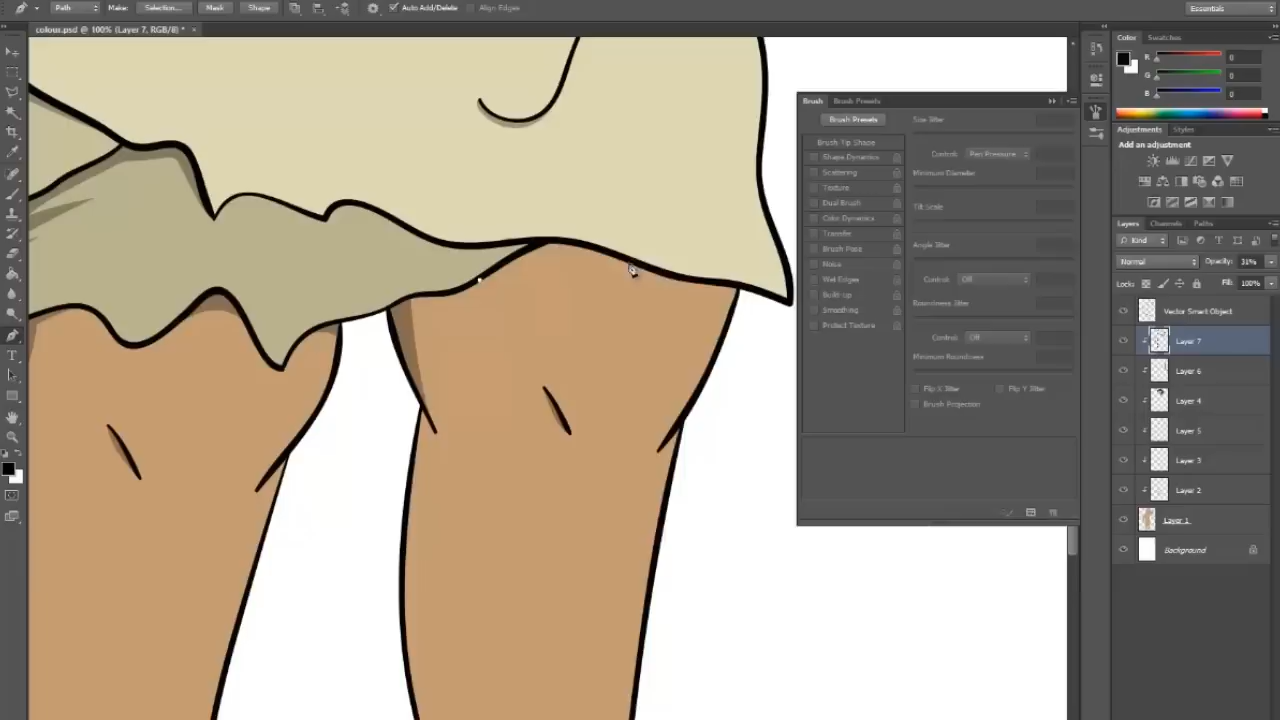 Path Make: Selection... Mask Shape Auto Add/Delete Align Edges Essentials
colour.psd @ 100% (Layer 7, RGB/8) * ×
Color Swatches
R 0
G 0
B 0
Brush Brush Presets
Brush Presets Size Jitter
Brush Tip Shape
Shape Dynamics Control: Pen Pressure
Scattering Minimum Diameter
Texture
Dual Brush Tilt Scale
Color Dynamics
Transfer
Brush Pose Angle Jitter
Noise
Wet Edges Control: Off
Build-up
Smoothing Roundness Jitter
Protect Texture
Control: Off
Minimum Roundness
Flip X Jitter Flip Y Jitter
Brush Projection
Adjustments Styles
Add an adjustment
Layers Channels Paths
Kind
Normal Opacity: 31%
Lock: Fill: 100%
Vector Smart Object
Layer 7
Layer 6
Layer 4
Layer 5
Layer 3
Layer 2
Layer 1
Background